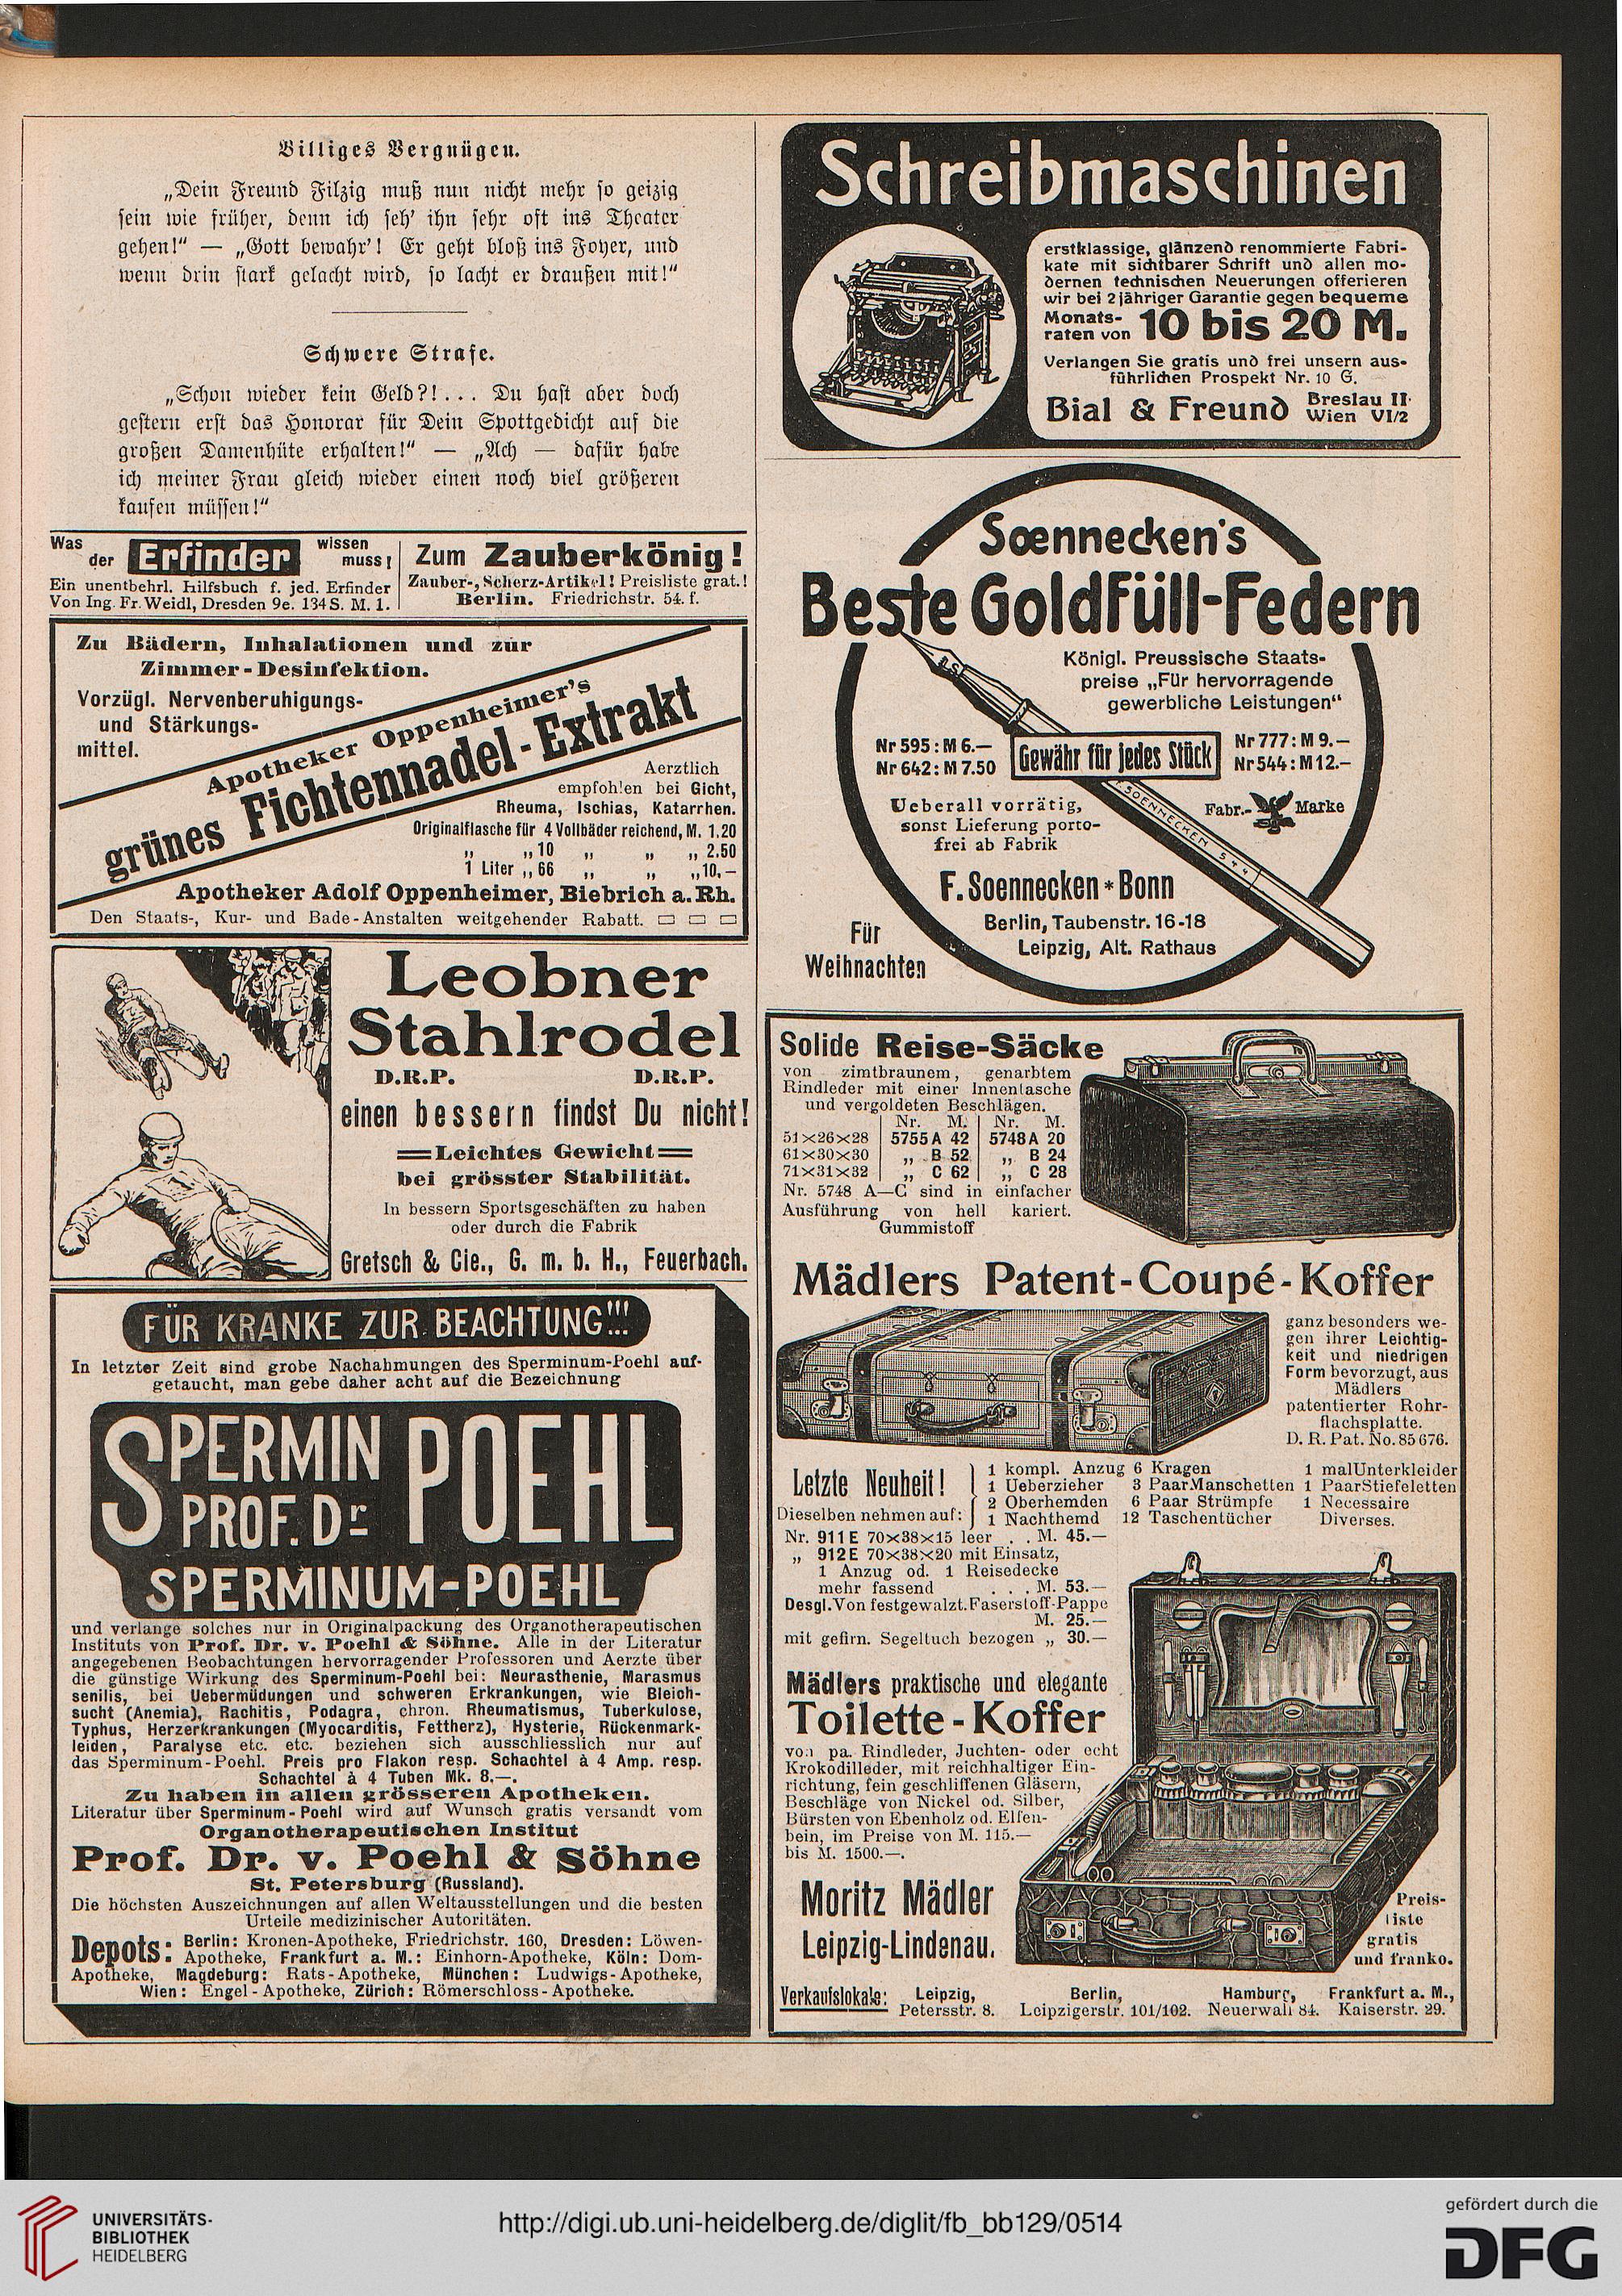 Billiges Vergnügen.
„Dein Freund Filzig muß nun nicht mehr so geizig
sein wie früher, denn ich seh' ihn sehr oft ins Theater
gehen!“ — „Gott bewahr'! Er geht bloß ins Foyer, und
wenn drin stark gelacht wird, so lacht er draußen mit!“
Schwere Strafe.
„Schon wieder kein Geld?!... Du hast aber doch
gestern erst das Honorar für Dein Spottgedicht auf die
großen Damenhüte erhalten!“ — „Ach — dafür habe
ich meiner Frau gleich wieder einen noch viel größeren
kaufen müssen!“
Was der Erfinder wissen muss!
Ein unentbehrl. Hilfsbuch f. jed. Erfinder
Von Ing. Fr. Weidl, Dresden 9e. 134 S. M. 1.
Zum Zauberkönig!
Zauber-, Scherz-Artikel! Preisliste grat.!
Berlin. Friedrichstr. 54. f.
Zu Bädern, Inhalationen und zur
Zimmer-Desinfektion.
Vorzügl. Nervenberuhigungs-
und Stärkungs-
mittel.
Apotheker Oppenheimer's
grünes Fichtennadel-Extrakt
Aerztlich
empfohlen bei Gicht,
Rheuma, Ischias, Katarrhen.
Originalflasche für 4 Vollbäder reichend, M. 1.20
„ „ 10 „ „ „ 2.50
1 Liter „ 66 „ „ „ 10.—
Apotheker Adolf Oppenheimer, Biebrich a. Rh.
Den Staats-, Kur- und Bade-Anstalten weitgehender Rabatt.
Leobner
Stahlrodel
D.R.P. D.R.P.
einen bessern findst Du nicht!
Leichtes Gewicht
bei grösster Stabilität.
In bessern Sportsgeschäften zu haben
oder durch die Fabrik
Gretsch & Cie., G. m. b. H., Feuerbach.
FÜR KRANKE ZUR BEACHTUNG!!!
In letzter Zeit sind grobe Nachahmungen des Sperminum-Poehl auf-
getaucht, man gebe daher acht auf die Bezeichnung
SPERMIN POEHL
PROF. Dr
SPERMINUM-POEHL
und verlange solches nur in Originalpackung des Organotherapeutischen
Instituts von Prof. Dr. v. Poehl & Söhne. Alle in der Literatur
angegebenen Beobachtungen hervorragender Professoren und Aerzte über
die günstige Wirkung des Sperminum-Poehl bei: Neurasthenie, Marasmus
senilis, bei Uebermüdungen und schweren Erkrankungen, wie Bleich-
sucht (Anemia), Rachitis, Podagra, chron. Rheumatismus, Tuberkulose,
Typhus, Herzerkrankungen (Myocarditis, Fettherz), Hysterie, Rückenmark-
leiden, Paralyse etc. etc. beziehen sich ausschliesslich nur auf
das Sperminum-Poehl. Preis pro Flakon resp. Schachtel à 4 Amp. resp.
Schachtel à 4 Tuben Mk. 8.—.
Zu haben in allen grösseren Apotheken.
Literatur über Sperminum-Poehl wird auf Wunsch gratis versandt vom
Organotherapeutischen Institut
Prof. Dr. v. Poehl & Söhne
St. Petersburg (Russland).
Die höchsten Auszeichnungen auf allen Weltausstellungen und die besten
Urteile medizinischer Autoritäten.
Depots: Berlin: Kronen-Apotheke, Friedrichstr. 160, Dresden: Löwen-
Apotheke, Frankfurt a. M.: Einhorn-Apotheke, Köln: Dom-
Apotheke, Magdeburg: Rats-Apotheke, München: Ludwigs-Apotheke,
Wien: Engel-Apotheke, Zürich: Römerschloss-Apotheke.
Schreibmaschinen
erstklassige, glänzend renommierte Fabri-
kate mit sichtbarer Schrift und allen mo-
dernen technischen Neuerungen offerieren
wir bei 2 jähriger Garantie gegen bequeme
Monats-
raten von 10 bis 20 M.
Verlangen Sie gratis und frei unsern aus-
führlichen Prospekt Nr. 10 G.
Bial & Freund Breslau II
Wien VI/2
Soennecken's
Beste Goldfüll-Federn
Königl. Preussische Staats-
preise „Für hervorragende
gewerbliche Leistungen“
Nr 595: M 6.—
Nr 642: M 7.50
Gewähr für jedes Stück
Nr 777: M 9.—
Nr 544: M 12.—
Ueberall vorrätig,
sonst Lieferung porto-
frei ab Fabrik
Fabr.- Marke
F. SOENNECKEN 544
F. Soennecken * Bonn
Berlin, Taubenstr. 16-18
Leipzig, Alt. Rathaus
Für
Weihnachten
Solide Reise-Säcke
von zimtbraunem, genarbtem
Rindleder mit einer Innentasche
und vergoldeten Beschlägen.
Nr. M. Nr. M.
51×26×28 5755 A 42 5748 A 20
61×30×30 „ B 52 „ B 24
71×31×32 „ C 62 „ C 28
Nr. 5748 A—C sind in einfacher
Ausführung von hell kariert.
Gummistoff
Mädlers Patent-Coupé-Koffer
ganz besonders we-
gen ihrer Leichtig-
keit und niedrigen
Form bevorzugt, aus
Mädlers
patentierter Rohr-
flachsplatte.
D. R. Pat. No. 85 676.
Letzte Neuheit!
Dieselben nehmen auf:
1 kompl. Anzug 6 Kragen 1 mal Unterkleider
1 Ueberzieher 3 Paar Manschetten 1 Paar Stiefeletten
2 Oberhemden 6 Paar Strümpfe 1 Necessaire
1 Nachthemd 12 Taschentücher Diverses.
Nr. 911 E 70×38×15 leer . . M. 45.—
„ 912 E 70×38×20 mit Einsatz,
1 Anzug od. 1 Reisedecke
mehr fassend . . . M. 53.—
Desgl. Von festgewalzt. Faserstoff-Pappe
M. 25.—
mit gefirn. Segeltuch bezogen „ 30.—
Mädlers praktische und elegante
Toilette-Koffer
von pa. Rindleder, Juchten- oder echt
Krokodilleder, mit reichhaltiger Ein-
richtung, fein geschliffenen Gläsern,
Beschläge von Nickel od. Silber,
Bürsten von Ebenholz od. Elfen-
bein, im Preise von M. 115.—
bis M. 1500.—.
Moritz Mädler
Leipzig-Lindenau.
Preis-
liste
gratis
und franko.
Verkaufslokale: Leipzig, Berlin, Hamburg, Frankfurt a. M.,
Petersstr. 8. Leipzigerstr. 101/102. Neuerwall 84. Kaiserstr. 29.
UNIVERSITÄTS-
BIBLIOTHEK
HEIDELBERG
http://digi.ub.uni-heidelberg.de/diglit/fb_bb129/0514
gefördert durch die
DFG